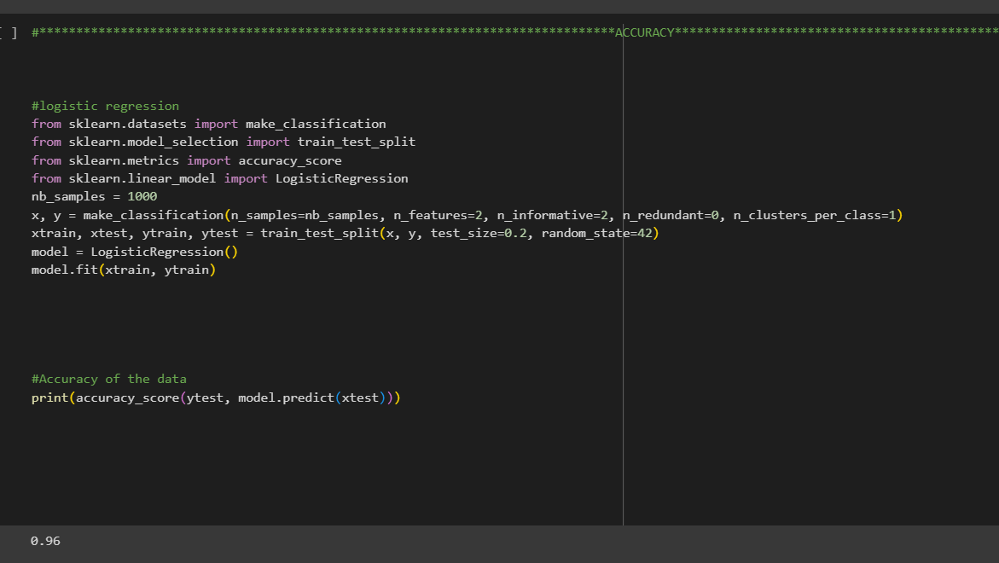 [ ] #******************************************************************************ACCURACY********************************************
#logistic regression
from sklearn.datasets import make_classification
from sklearn.model_selection import train_test_split
from sklearn.metrics import accuracy_score
from sklearn.linear_model import LogisticRegression
nb_samples = 1000
x, y = make_classification(n_samples=nb_samples, n_features=2, n_informative=2, n_redundant=0, n_clusters_per_class=1)
xtrain, xtest, ytrain, ytest = train_test_split(x, y, test_size=0.2, random_state=42)
model = LogisticRegression()
model.fit(xtrain, ytrain)
#Accuracy of the data
print(accuracy_score(ytest, model.predict(xtest)))
0.96